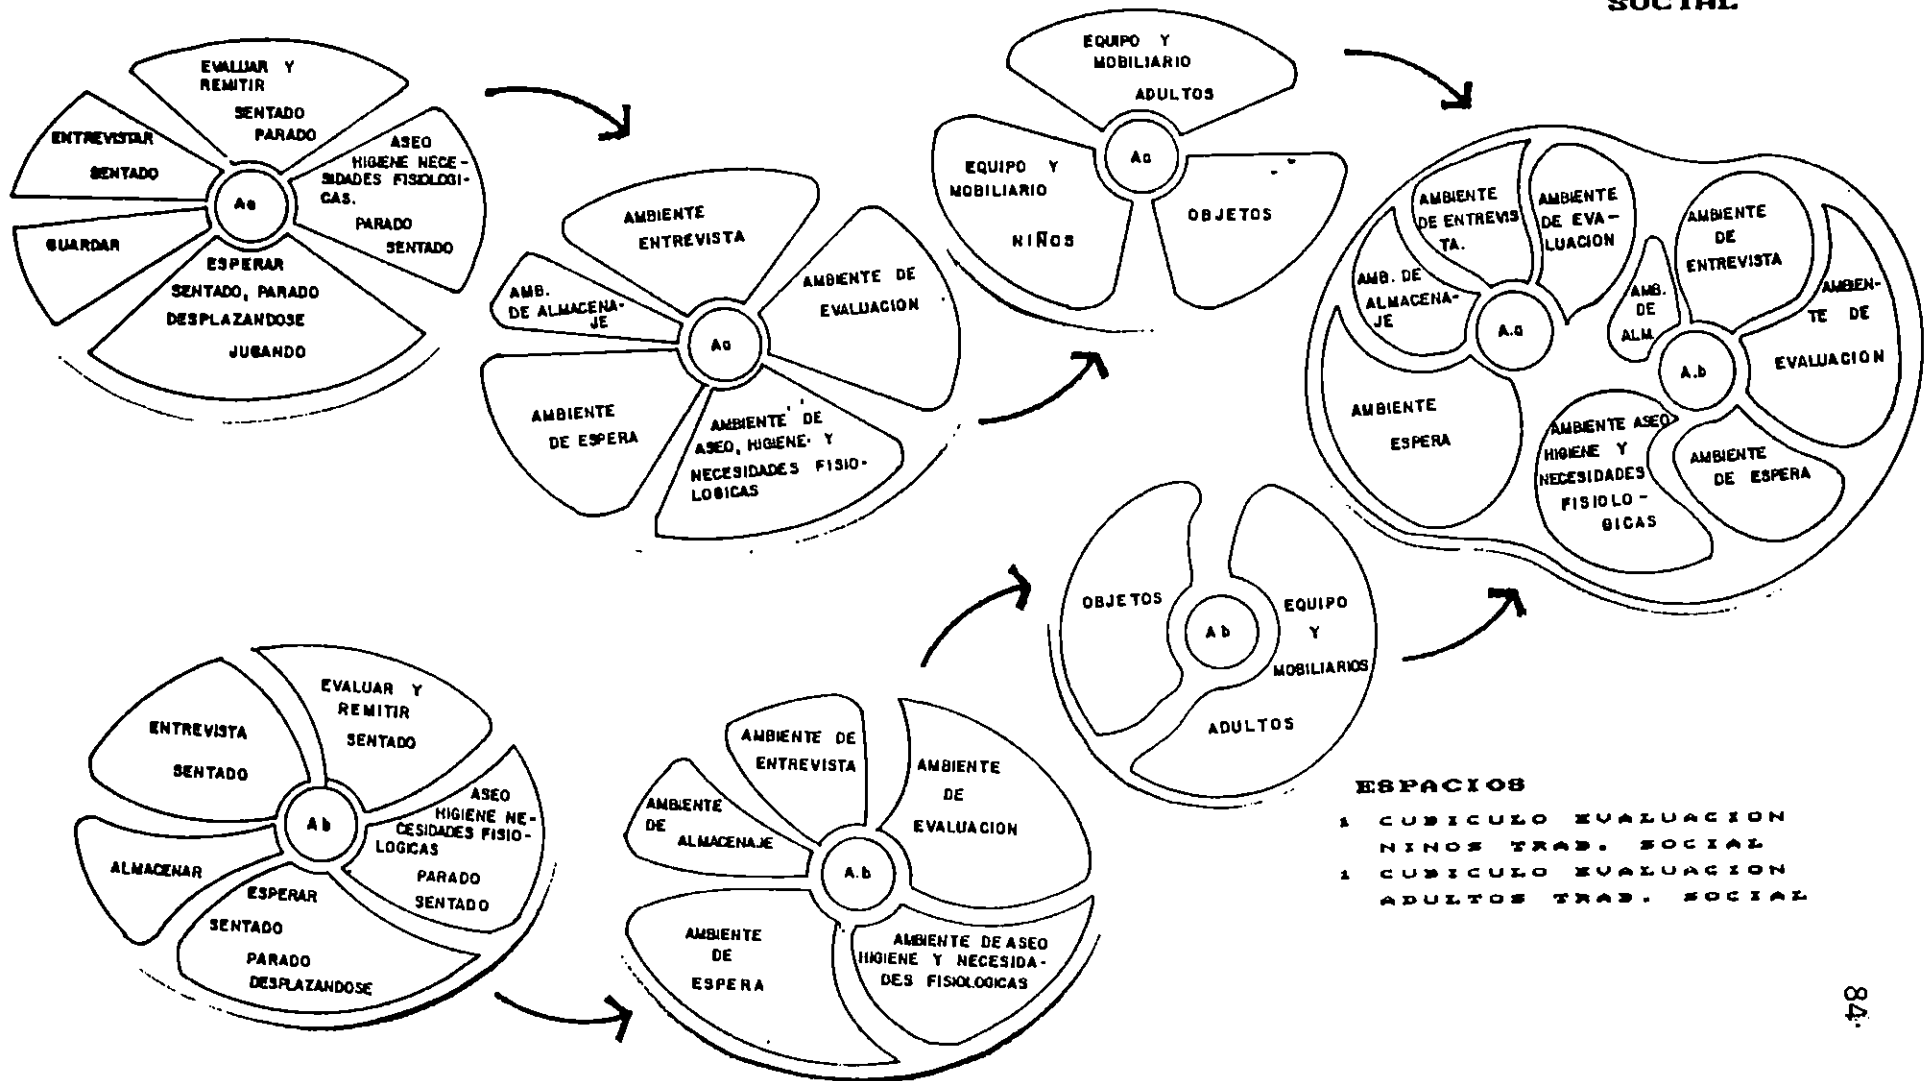 SOCIAL
EVALUAR Y
REMITIR
SENTADO
PARADO
ENTREVISTAR
SENTADO
ASEO
HIGIENE NECE-
SIDADES FISIOLOGI-
CAS.
PARADO
SENTADO
Aa
GUARDAR
ESPERAR
SENTADO, PARADO
DESPLAZANDOSE
JUGANDO
AMBIENTE
ENTREVISTA
AMBIENTE DE
EVALUACION
AMB.
DE ALMACENA-
JE
Aa
AMBIENTE
DE ESPERA
AMBIENTE DE
ASEO, HIGIENE Y
NECESIDADES FISIO-
LOGICAS
EQUIPO Y
MOBILIARIO
ADULTOS
Aa
EQUIPO Y
MOBILIARIO
NIÑOS
OBJETOS
AMBIENTE
DE ENTREVIS
TA.
AMBIENTE
DE EVA-
LUACION
AMB. DE
ALMACENA-
JE
A.a
AMBIENTE
ESPERA
AMBIENTE
DE
ENTREVISTA
AMB.
DE
ALM.
AMBIEN-
TE DE
EVALUACION
A.b
AMBIENTE ASEO
HIGIENE Y
NECESIDADES
FISIOLO-
GICAS
AMBIENTE
DE ESPERA
OBJETOS
Ab
EQUIPO
Y
MOBILIARIOS
ADULTOS
EVALUAR Y
REMITIR
SENTADO
ENTREVISTA
SENTADO
ASEO
HIGIENE NE-
CESIDADES FISIO-
LOGICAS
PARADO
SENTADO
Ab
ALMACENAR
ESPERAR
SENTADO
PARADO
DESPLAZANDOSE
AMBIENTE DE
ENTREVISTA
AMBIENTE
DE
EVALUACION
AMBIENTE
DE
ALMACENAJE
A.b
AMBIENTE
DE
ESPERA
AMBIENTE DE ASEO
HIGIENE Y NECESIDA-
DES FISIOLOGICAS
ESPACIOS
1 CUBICULO EVALUACION
NINOS TRAB. SOCIAL
1 CUBICULO EVALUACION
ADULTOS TRAB. SOCIAL
84